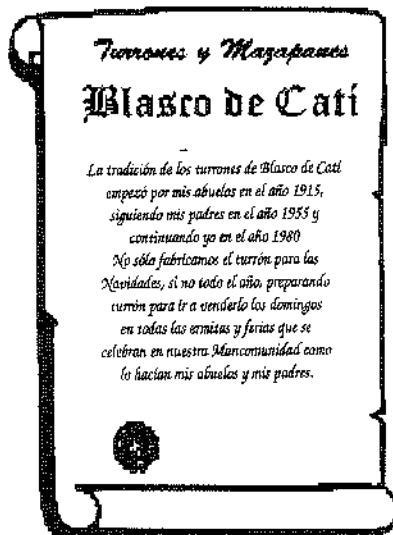 Turrones y Mazapanes
Blasco de Catí
La tradición de los turrones de Blasco de Catí
empezó por mis abuelos en el año 1915,
siguiendo mis padres en el año 1955 y
continuando yo en el año 1980
No sólo fabricamos el turrón para las
Navidades, si no todo el año, preparando
turrón para ir a venderlo los domingos
en todas las ermitas y ferias que se
celebran en nuestra Mancomunidad como
lo hacían mis abuelos y mis padres.